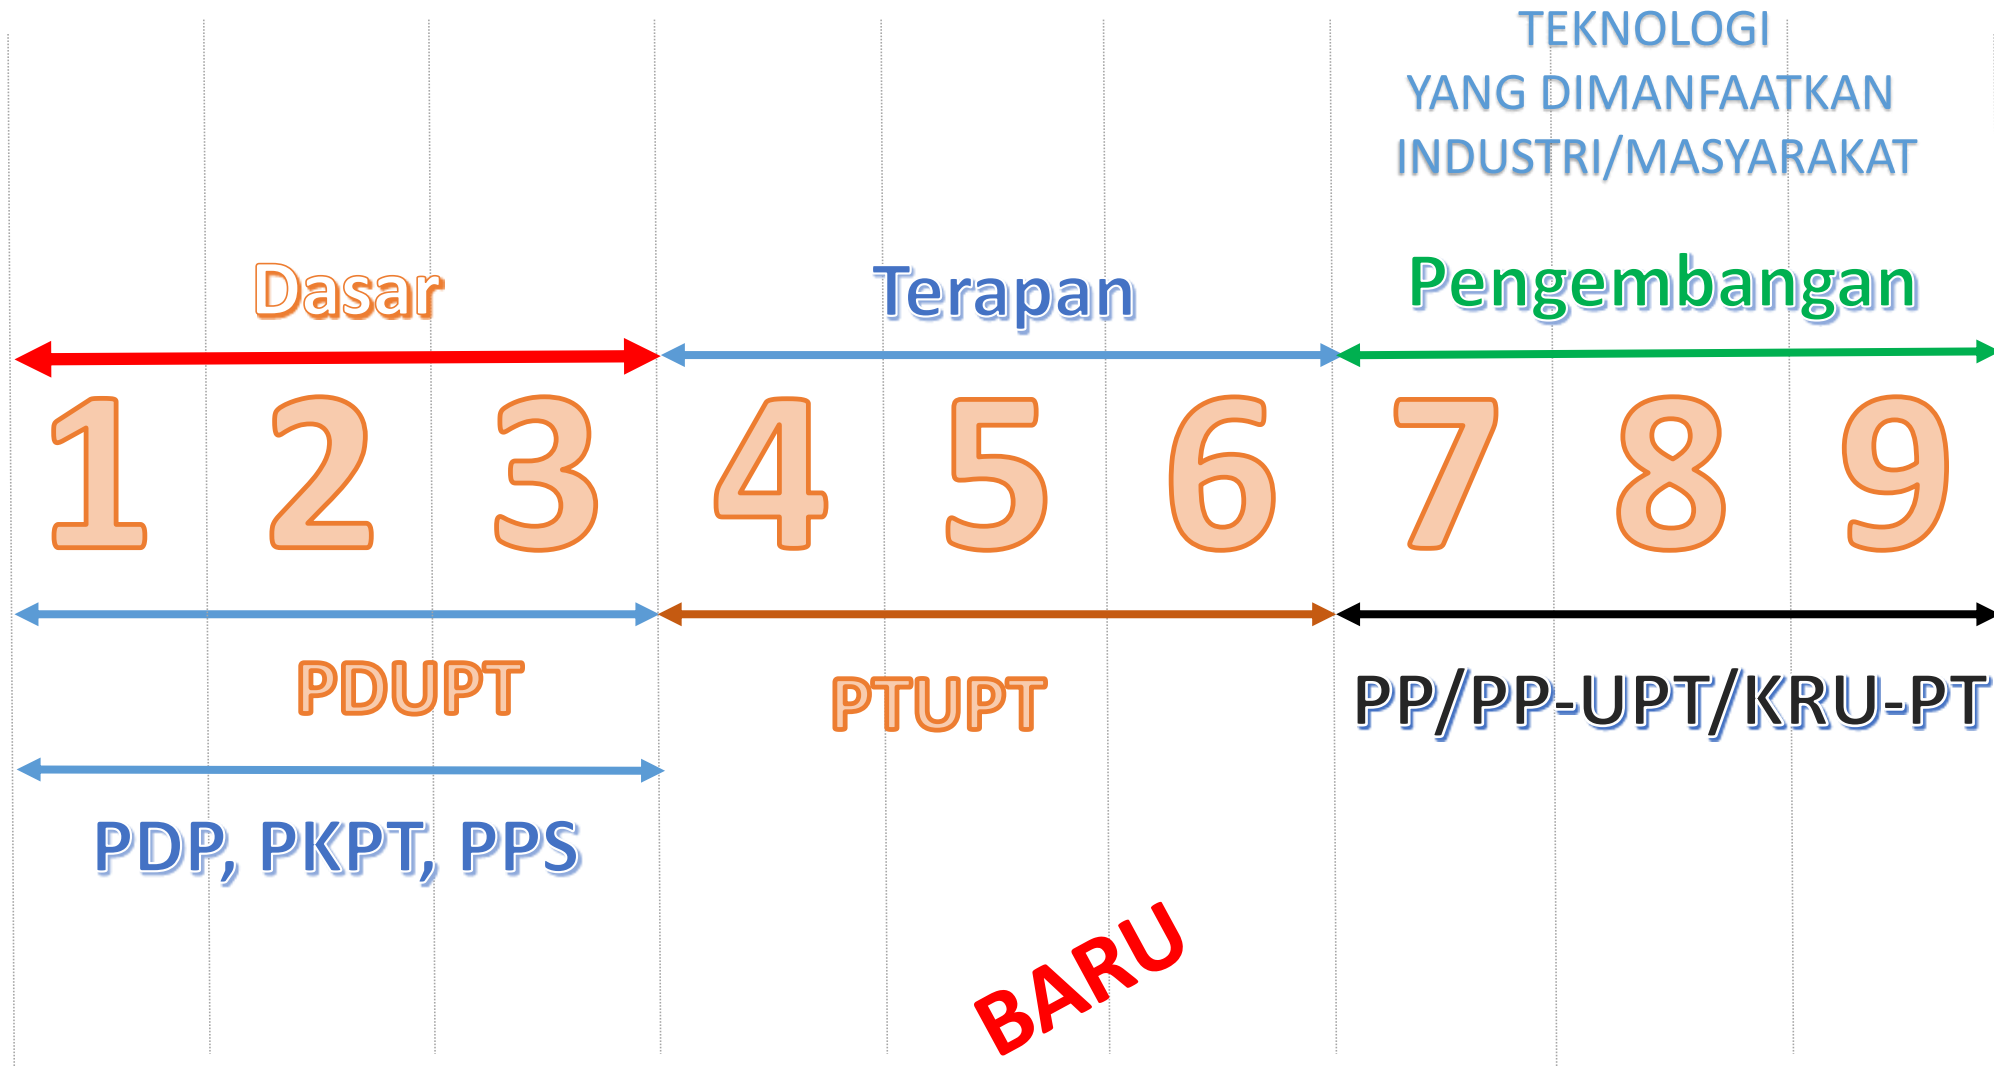 TEKNOLOGI
YANG DIMANFAATKAN
INDUSTRI/MASYARAKAT
Dasar Terapan Pengembangan
1 2 3 4 5 6 7 8 9
PDUPT PTUPT PP/PP-UPT/KRU-PT
PDP, PKPT, PPS
BARU